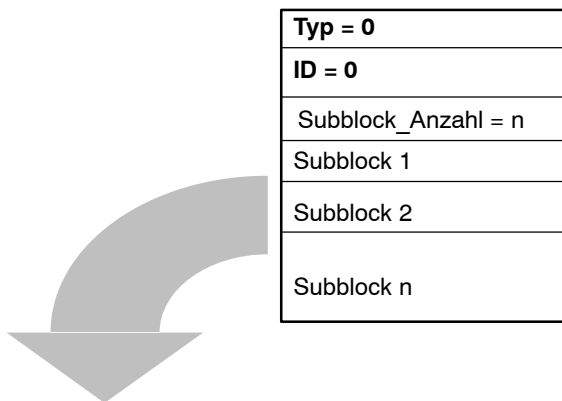 Typ = 0
ID = 0
Subblock_Anzahl = n
Subblock 1
Subblock 2
Subblock n